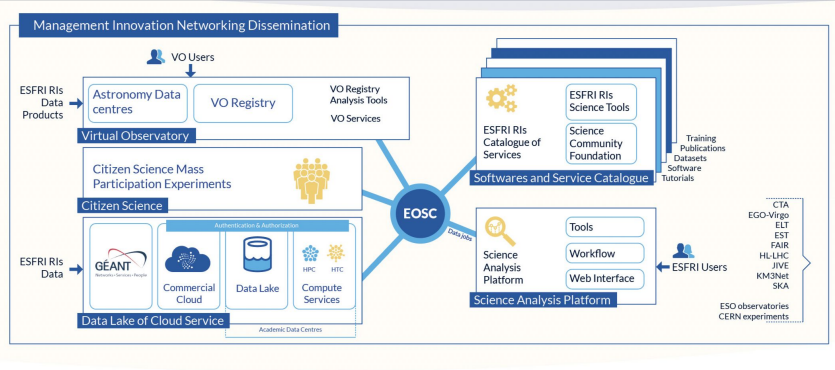 Management Innovation Networking Dissemination
VO Users
ESFRI RIs
Data
Products
Astronomy Data
centres
VO Registry
VO Registry
Analysis Tools
VO Services
Virtual Observatory
Citizen Science Mass
Participation Experiments
Citizen Science
Authentication & Authorization
ESFRI RIs
Data
GÉANT
Networks • Services • People
Commercial
Cloud
Data Lake
HPC
HTC
Compute
Services
Data Lake of Cloud Service
Academic Data Centres
EOSC
Data jobs
ESFRI RIs
Catalogue of
Services
ESFRI RIs
Science Tools
Science
Community
Foundation
Softwares and Service Catalogue
Training
Publications
Datasets
Software
Tutorials
Science
Analysis
Platform
Tools
Workflow
Web Interface
Science Analysis Platform
ESFRI Users
CTA
EGO-Virgo
ELT
EST
FAIR
HL-LHC
JIVE
KM3Net
SKA
ESO observatories
CERN experiments